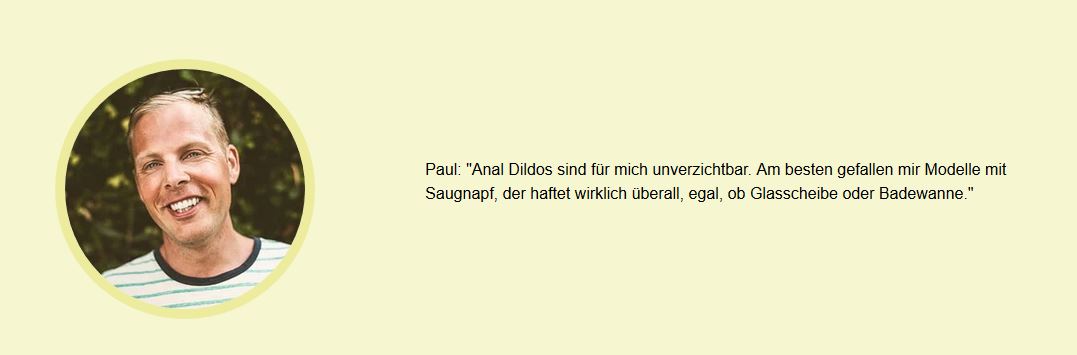 Paul: "Anal Dildos sind für mich unverzichtbar. Am besten gefallen mir Modelle mit
Saugnapf, der haftet wirklich überall, egal, ob Glasscheibe oder Badewanne."